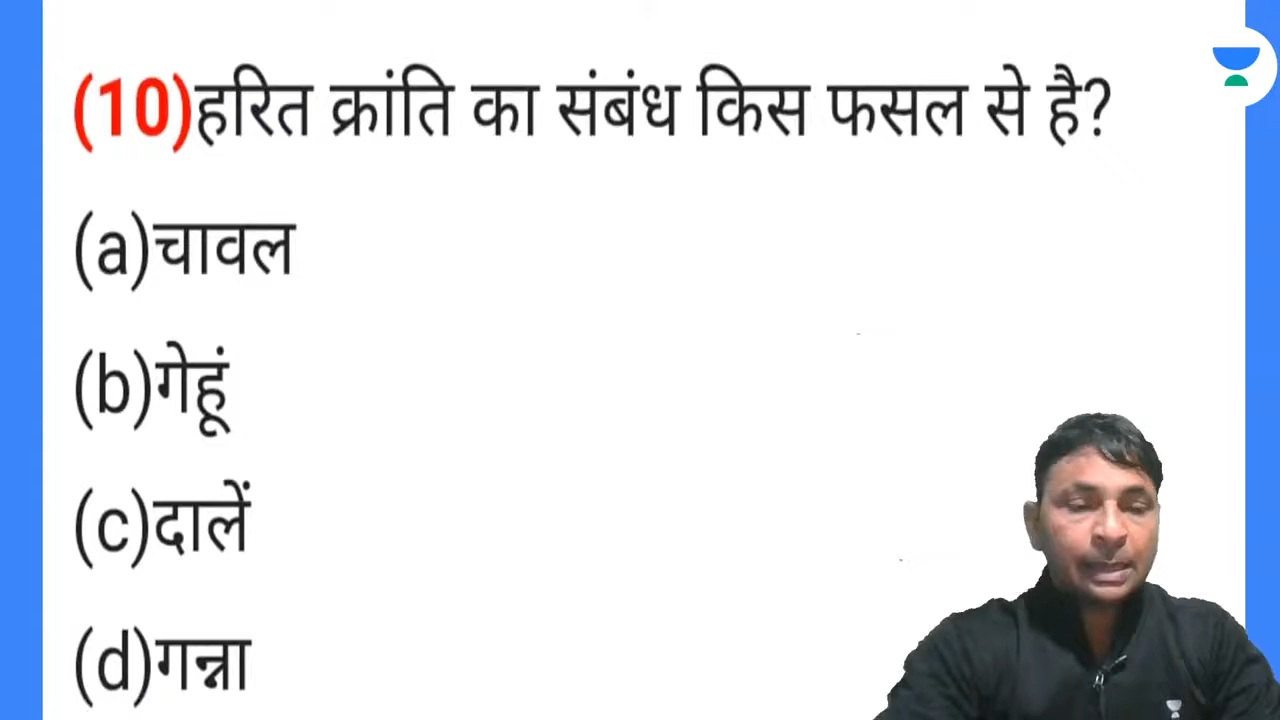 (10)हरित क्रांति का संबंध किस फसल से है?
(a)चावल
(b)गेहूं
(c)दालें
(d)गन्ना